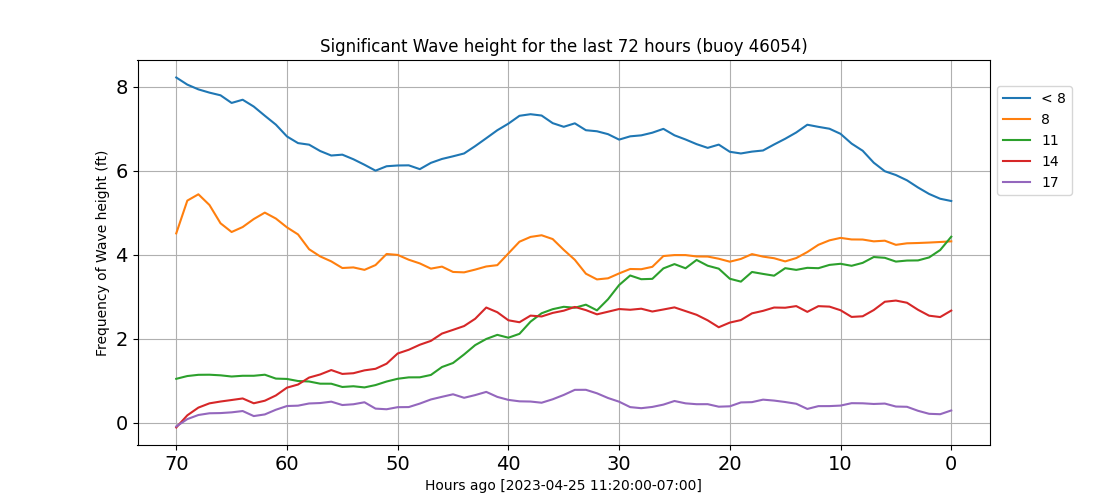 Significant Wave height for the last 72 hours (buoy 46054)
Frequency of Wave height (ft)
8
6
4
2
0
70 60 50 40 30 20 10 0
Hours ago [2023-04-25 11:20:00-07:00]
< 8
8
11
14
17